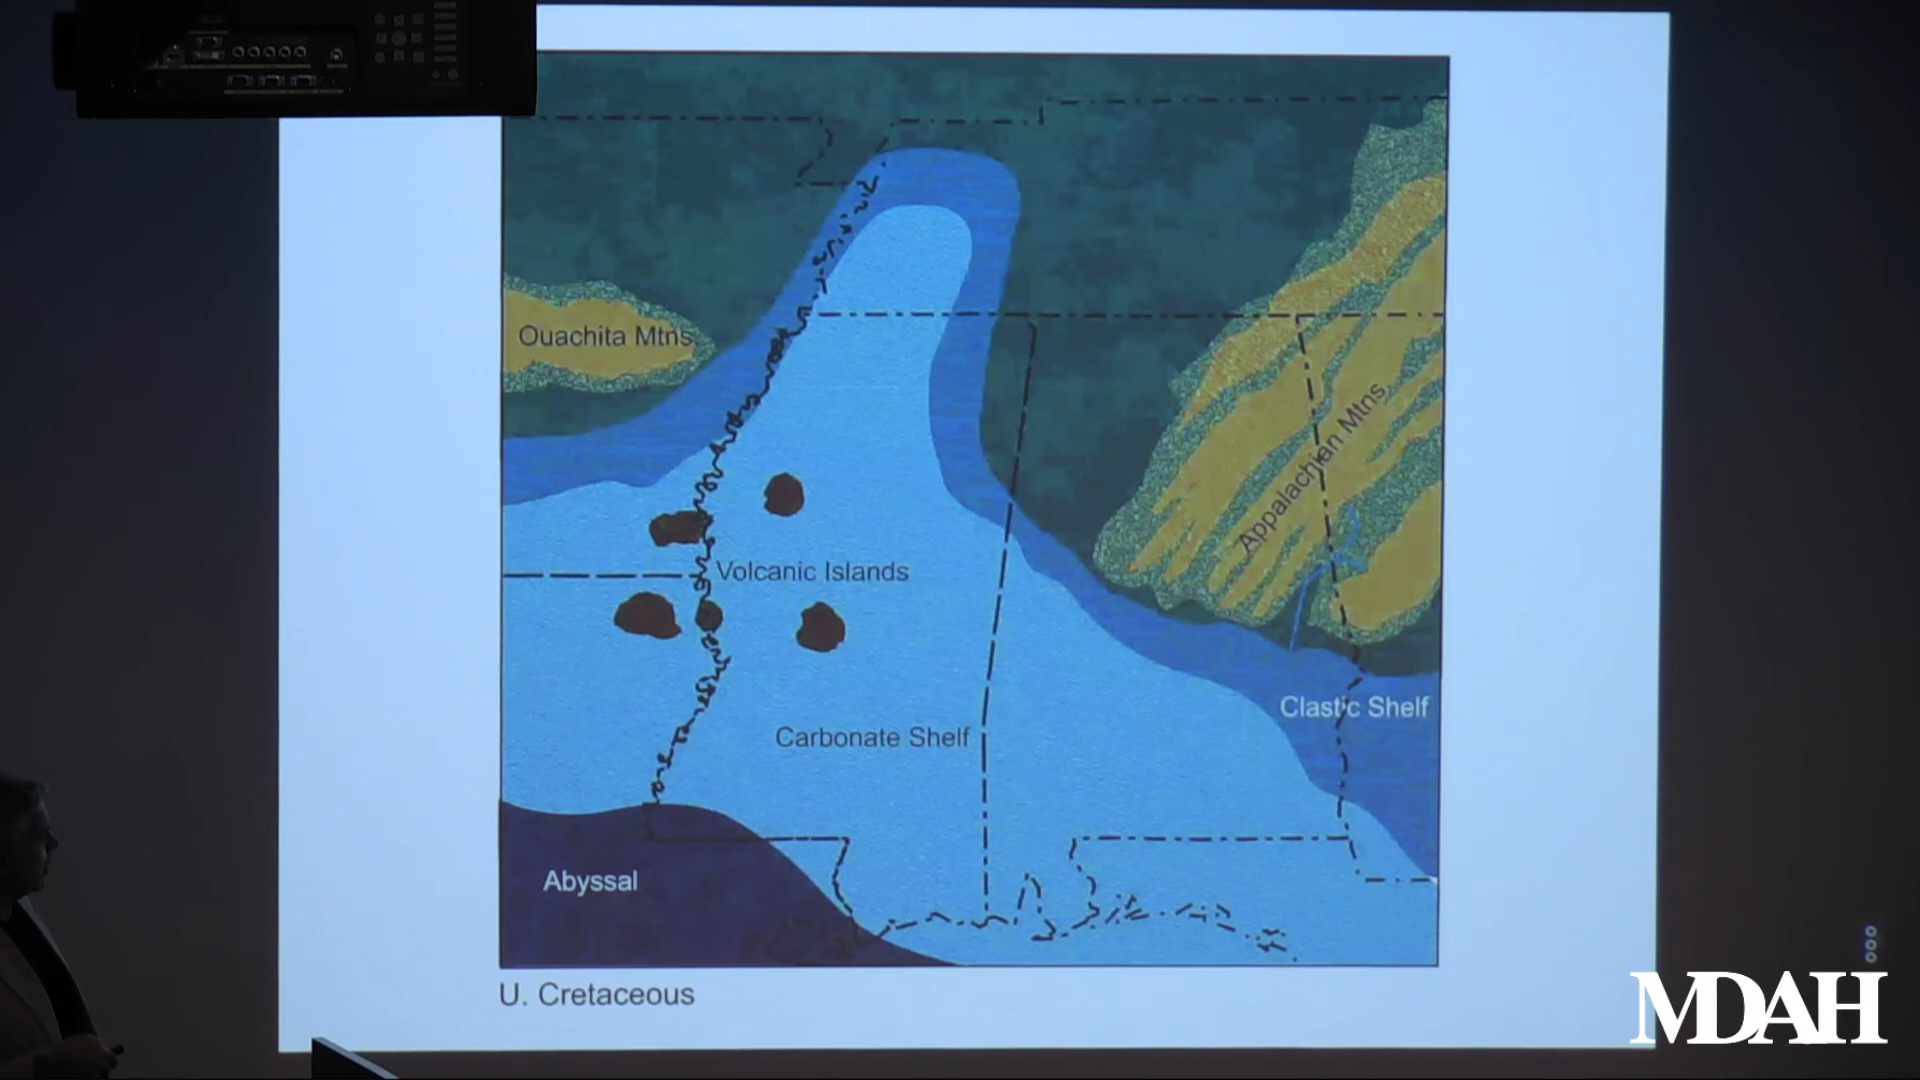 Ouachita Mtns
Appalachian Mtns
Volcanic Islands
Clastic Shelf
Carbonate Shelf
Abyssal
U. Cretaceous
MDAH